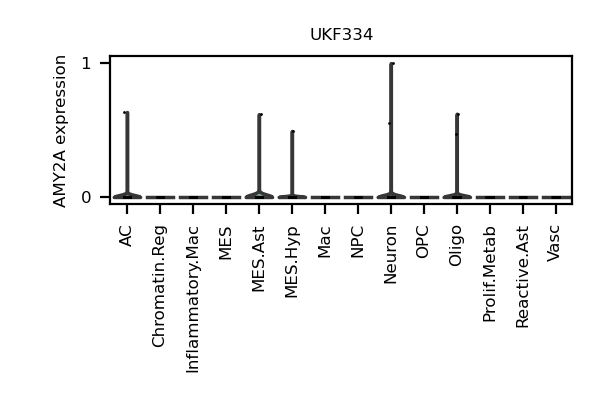 UKF334
AMY2A expression
1
0
AC
Chromatin.Reg
Inflammatory.Mac
MES
MES.Ast
MES.Hyp
Mac
NPC
Neuron
OPC
Oligo
Prolif.Metab
Reactive.Ast
Vasc